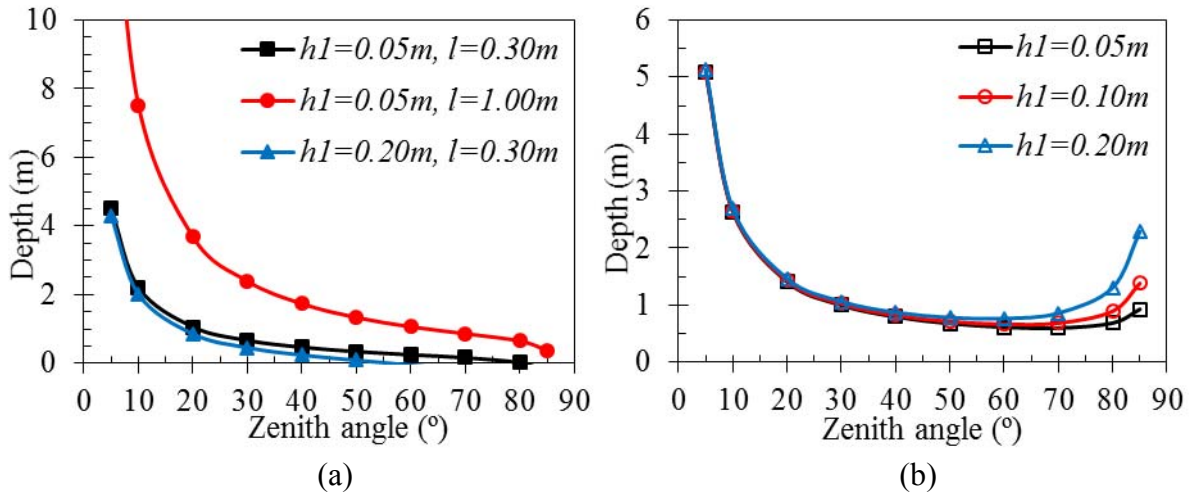 10
8
6
4
2
0
Depth (m)
h1=0.05m, l=0.30m
h1=0.05m, l=1.00m
h1=0.20m, l=0.30m
0 10 20 30 40 50 60 70 80 90
Zenith angle (º)
(a)
6
5
4
3
2
1
0
Depth (m)
h1=0.05m
h1=0.10m
h1=0.20m
0 10 20 30 40 50 60 70 80 90
Zenith angle (º)
(b)